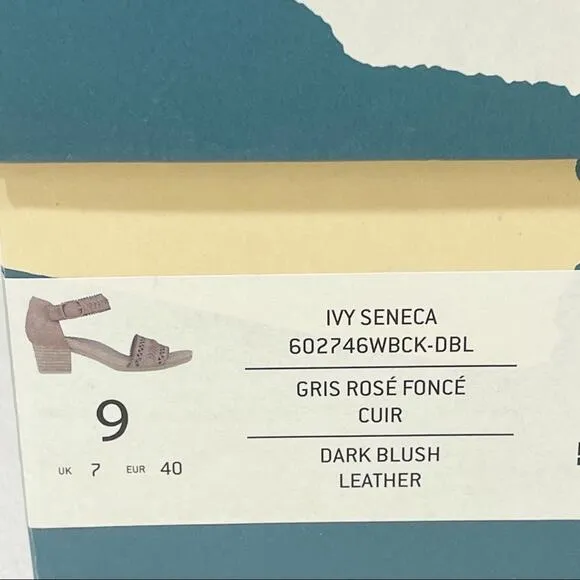 IVY SENECA
602746WBCK-DBL
GRIS ROSÉ FONCÉ
CUIR
DARK BLUSH
LEATHER
9
UK 7 EUR 40